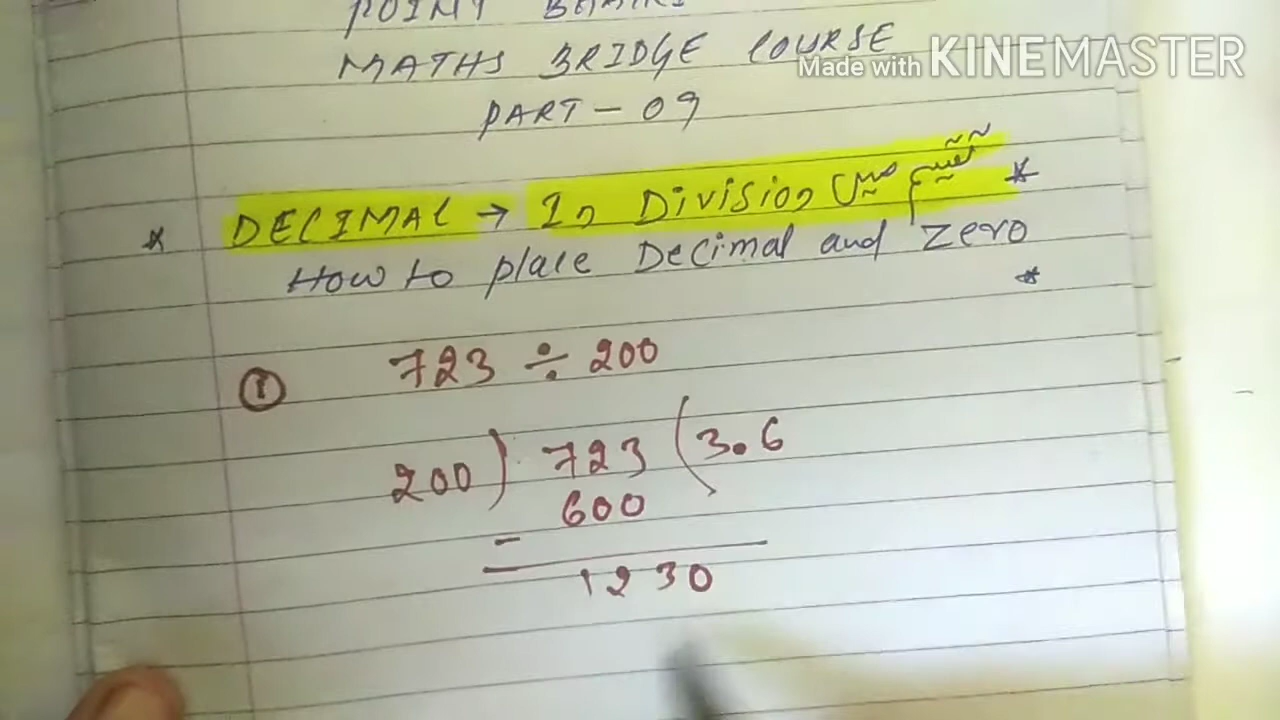 POINT
MATHS BRIDGE COURSE
Made with KINEMASTER
PART - 09
* DECIMAL → In Division تقسیم میں *
How to place Decimal and Zero *
① 723 ÷ 200
200 ) 723 ( 3.6
600
1230